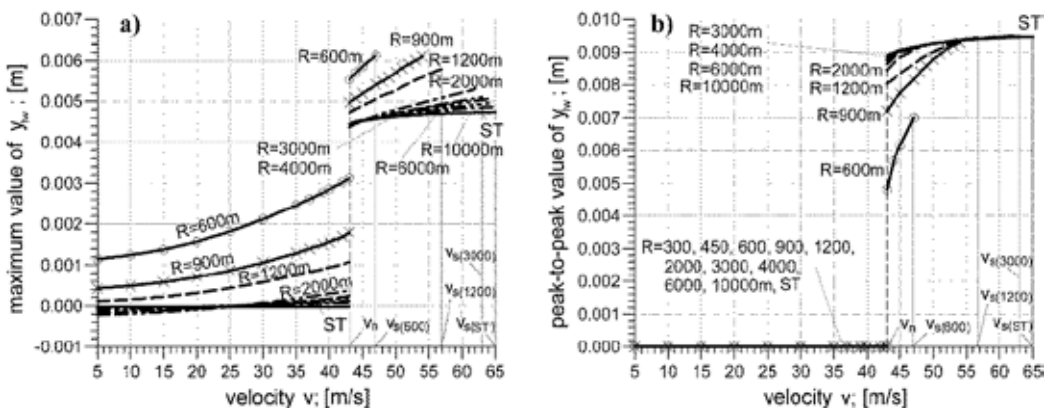 a)
0.007
0.006
0.005
0.004
0.003
0.002
0.001
0.000
-0.001
maximum value of y_lw ; [m]
R=600m
R=900m
R=1200m
R=2000m
ST
R=3000m
R=4000m
R=10000m
R=6000m
R=600m
R=900m
R=1200m
R=2000m
ST
v_s(3000)
v_s(1200)
v_n v_s(600) v_s(ST)
5 10 15 20 25 30 35 40 45 50 55 60 65
velocity v; [m/s]
b)
0.010
0.009
0.008
0.007
0.006
0.005
0.004
0.003
0.002
0.001
0.000
peak-to-peak value of y_lw ; [m]
ST
R=3000m
R=4000m
R=6000m
R=10000m
R=2000m
R=1200m
R=900m
R=600m
R=300, 450, 600, 900, 1200,
2000, 3000, 4000,
6000, 10000m, ST
v_s(3000)
v_s(1200)
v_n v_s(600) v_s(ST)
5 10 15 20 25 30 35 40 45 50 55 60 65
velocity v; [m/s]